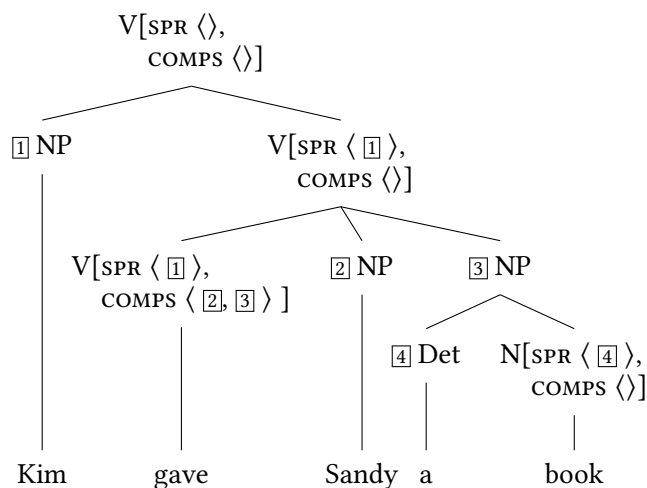 V[SPR ⟨⟩,
COMPS ⟨⟩]
1 NP V[SPR ⟨ 1 ⟩,
COMPS ⟨⟩]
V[SPR ⟨ 1 ⟩, 2 NP 3 NP
COMPS ⟨ 2, 3 ⟩ ]
4 Det N[SPR ⟨ 4 ⟩,
COMPS ⟨⟩]
Kim gave Sandy a book